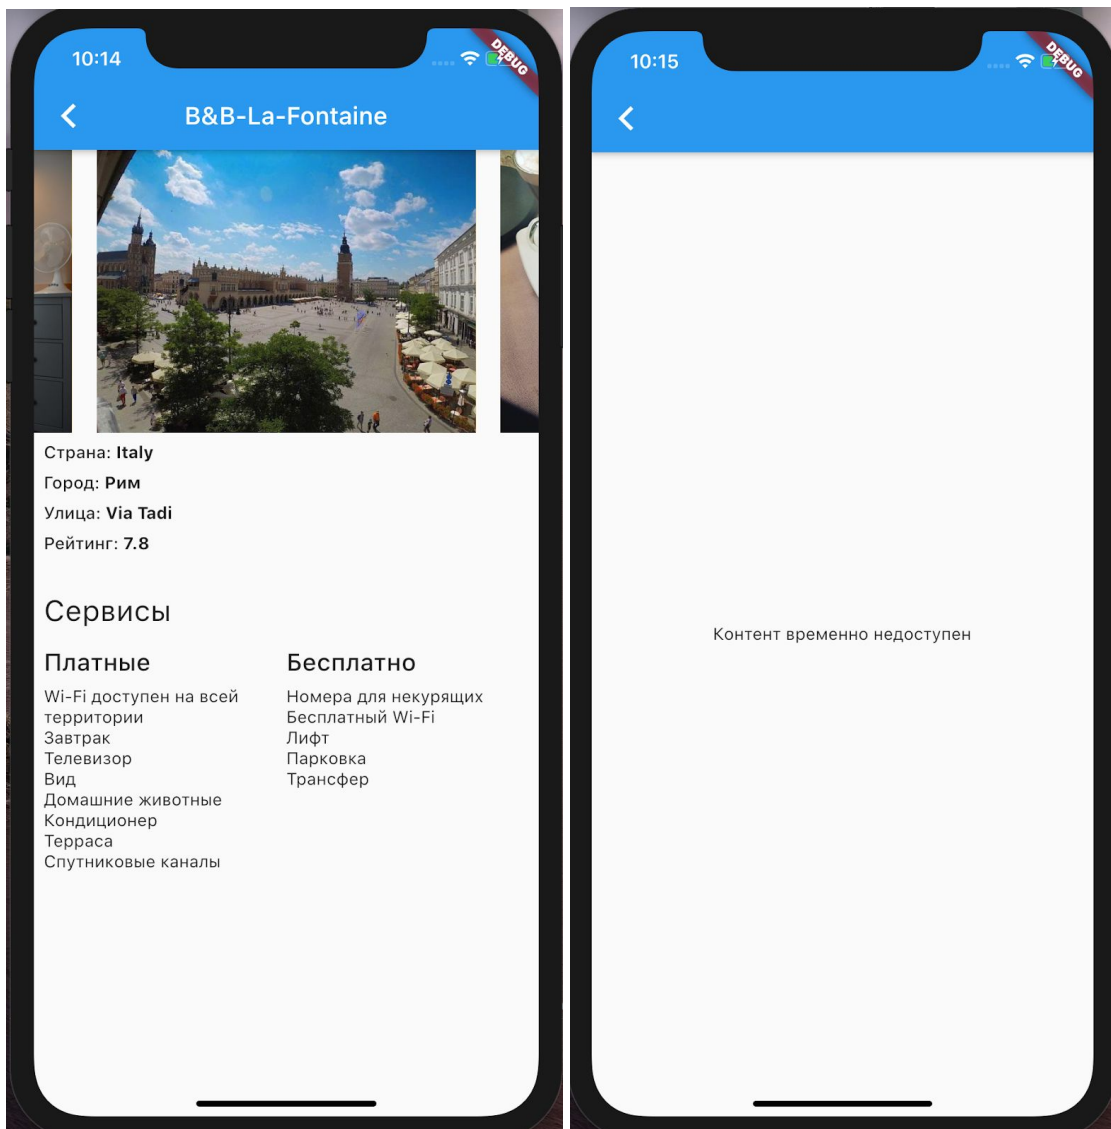 10:14
DEBUG
B&B-La-Fontaine
Страна: Italy
Город: Рим
Улица: Via Tadi
Рейтинг: 7.8
Сервисы
Платные
Wi-Fi доступен на всей
территории
Завтрак
Телевизор
Вид
Домашние животные
Кондиционер
Терраса
Спутниковые каналы
Бесплатно
Номера для некурящих
Бесплатный Wi-Fi
Лифт
Парковка
Трансфер
10:15
DEBUG
Контент временно недоступен